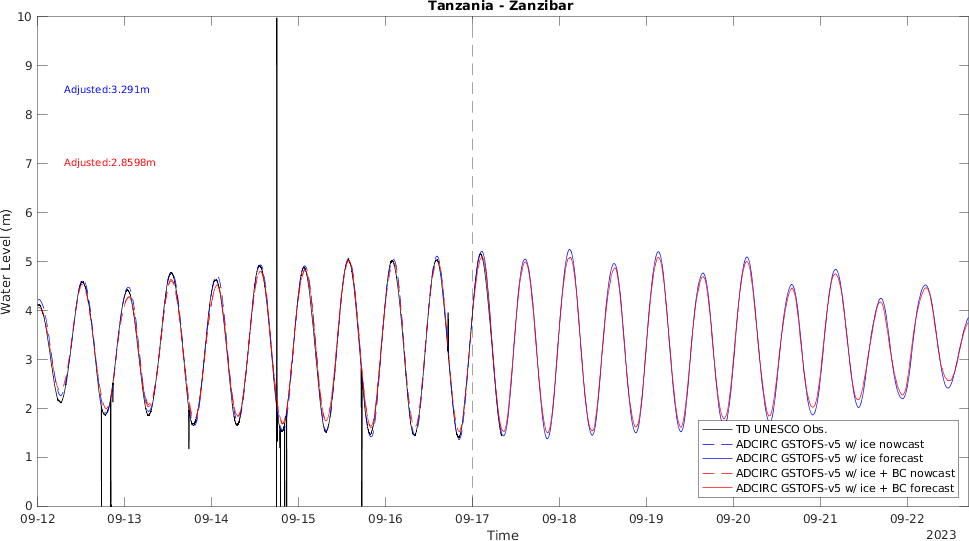 Tanzania - Zanzibar
10
9
8
7
6
5
4
3
2
1
0
Water Level (m)
Adjusted:3.291m
Adjusted:2.8598m
TD UNESCO Obs.
ADCIRC GSTOFS-v5 w/ ice nowcast
ADCIRC GSTOFS-v5 w/ ice forecast
ADCIRC GSTOFS-v5 w/ ice + BC nowcast
ADCIRC GSTOFS-v5 w/ ice + BC forecast
09-12 09-13 09-14 09-15 09-16 09-17 09-18 09-19 09-20 09-21 09-22
Time
2023